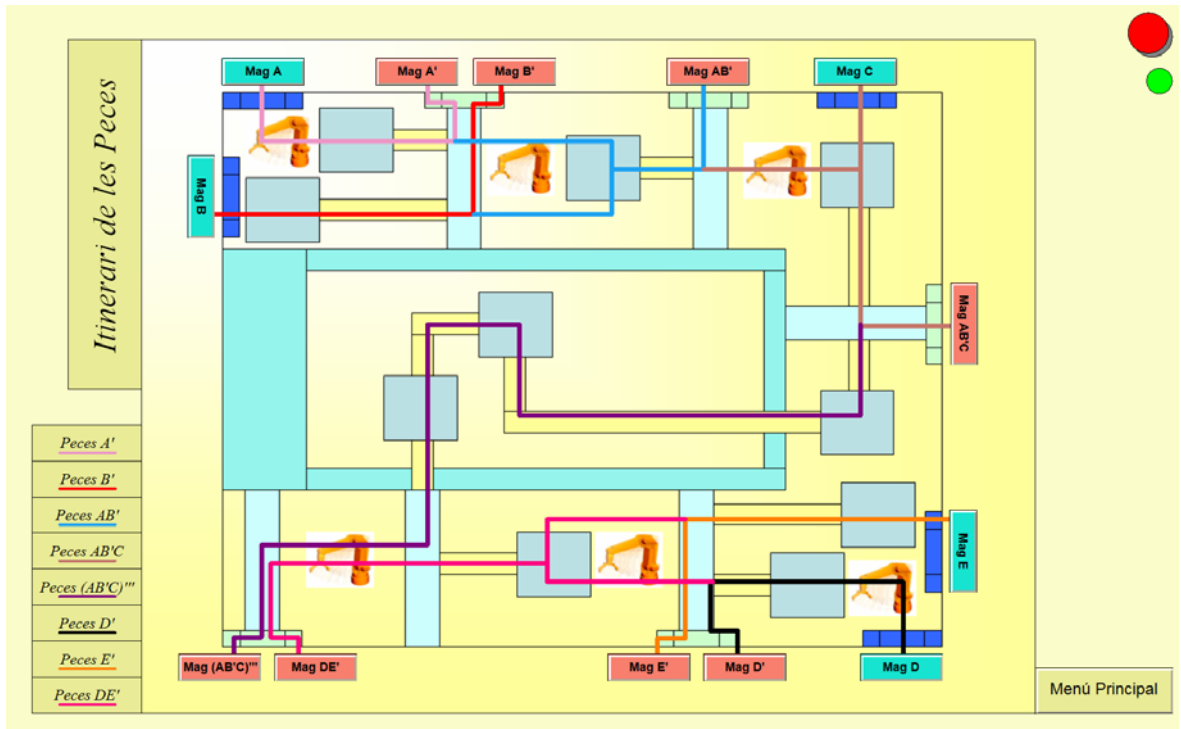 Itinerari de les Peces
Mag A
Mag A'
Mag B'
Mag AB'
Mag C
Mag B
Mag AB'C
Peces A'
Peces B'
Peces AB'
Peces AB'C
Peces (AB'C)'''
Peces D'
Peces E'
Peces DE'
Mag E
Mag (AB'C)'''
Mag DE'
Mag E'
Mag D'
Mag D
Menú Principal